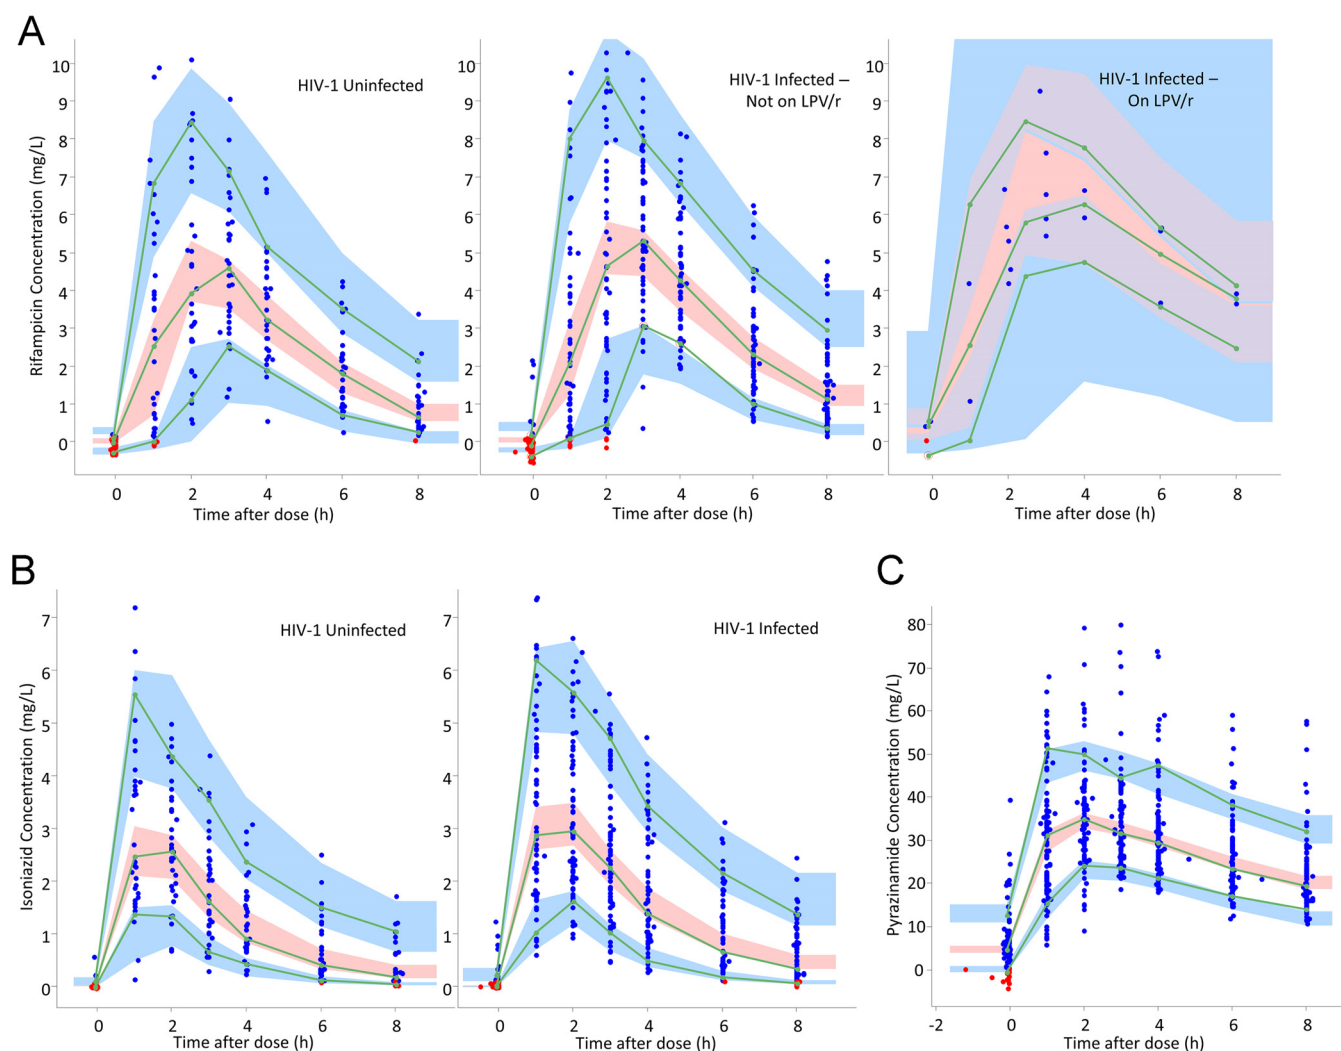 A
Rifampicin Concentration (mg/L)
10
9
8
7
6
5
4
3
2
1
0
HIV-1 Uninfected
0 2 4 6 8
Time after dose (h)
10
9
8
7
6
5
4
3
2
1
0
HIV-1 Infected –
Not on LPV/r
0 2 4 6 8
Time after dose (h)
10
9
8
7
6
5
4
3
2
1
0
HIV-1 Infected –
On LPV/r
0 2 4 6 8
Time after dose (h)
B
Isoniazid Concentration (mg/L)
7
6
5
4
3
2
1
0
HIV-1 Uninfected
0 2 4 6 8
Time after dose (h)
7
6
5
4
3
2
1
0
HIV-1 Infected
0 2 4 6 8
Time after dose (h)
C
Pyrazinamide Concentration (mg/L)
80
70
60
50
40
30
20
10
0
-2 0 2 4 6 8
Time after dose (h)